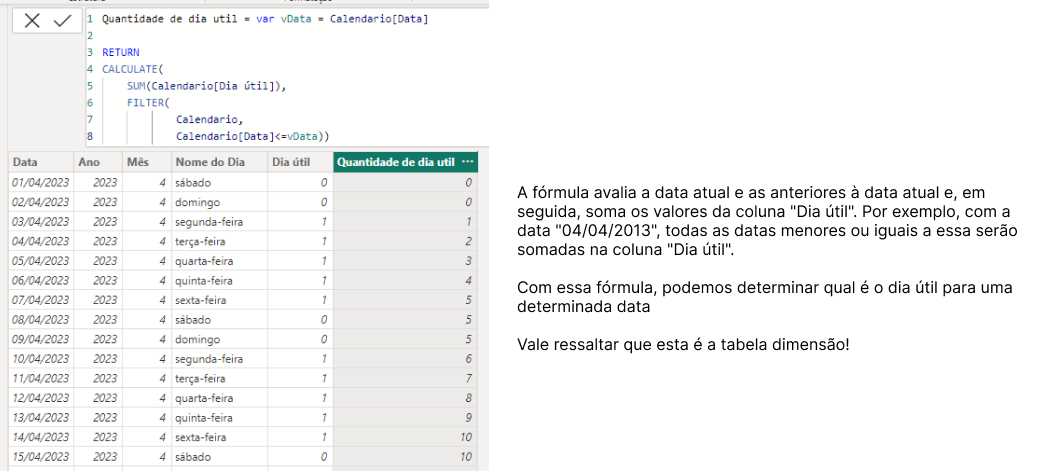 1 Quantidade de dia util = var vData = Calendario[Data]
2
3 RETURN
4 CALCULATE(
5 SUM(Calendario[Dia útil]),
6 FILTER(
7 Calendario,
8 Calendario[Data]<=vData))
Data Ano Mês Nome do Dia Dia útil Quantidade de dia util ...
01/04/2023 2023 4 sábado 0 0
02/04/2023 2023 4 domingo 0 0
03/04/2023 2023 4 segunda-feira 1 1
04/04/2023 2023 4 terça-feira 1 2
05/04/2023 2023 4 quarta-feira 1 3
06/04/2023 2023 4 quinta-feira 1 4
07/04/2023 2023 4 sexta-feira 1 5
08/04/2023 2023 4 sábado 0 5
09/04/2023 2023 4 domingo 0 5
10/04/2023 2023 4 segunda-feira 1 6
11/04/2023 2023 4 terça-feira 1 7
12/04/2023 2023 4 quarta-feira 1 8
13/04/2023 2023 4 quinta-feira 1 9
14/04/2023 2023 4 sexta-feira 1 10
15/04/2023 2023 4 sábado 0 10
A fórmula avalia a data atual e as anteriores à data atual e, em
seguida, soma os valores da coluna "Dia útil". Por exemplo, com a
data "04/04/2013", todas as datas menores ou iguais a essa serão
somadas na coluna "Dia útil".
Com essa fórmula, podemos determinar qual é o dia útil para uma
determinada data
Vale ressaltar que esta é a tabela dimensão!